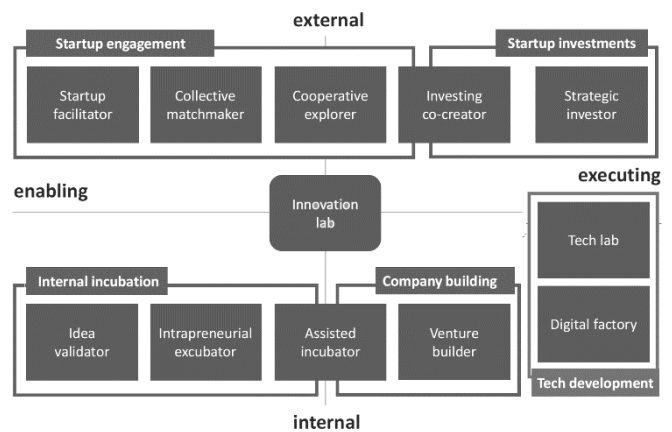 external
Startup engagement
Startup investments
Startup
facilitator
Collective
matchmaker
Cooperative
explorer
Investing
co-creator
Strategic
investor
enabling
executing
Innovation
lab
Tech lab
Digital factory
Tech development
Internal incubation
Company building
Idea
validator
Intrapreneurial
excubator
Assisted
incubator
Venture
builder
internal